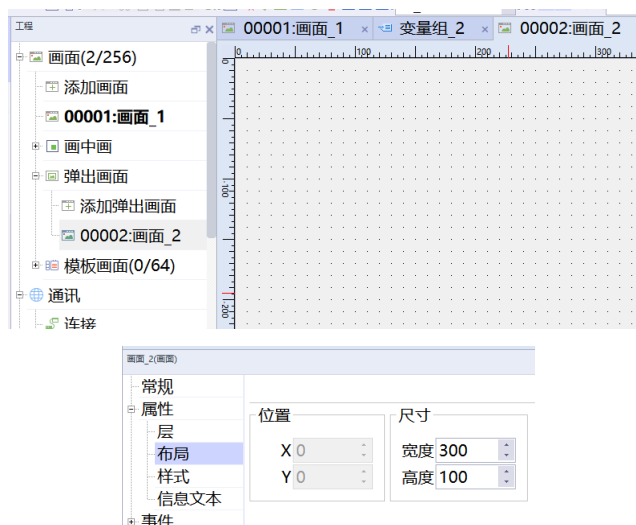 工程
00001:画面_1
变量组_2
00002:画面_2
0 100 200 300
0
-100
-200
画面(2/256)
添加画面
00001:画面_1
画中画
弹出画面
添加弹出画面
00002:画面_2
模板画面(0/64)
通讯
连接
画面_2(画面)
常规
属性
层
布局
样式
信息文本
事件
位置
X 0
Y 0
尺寸
宽度 300
高度 100